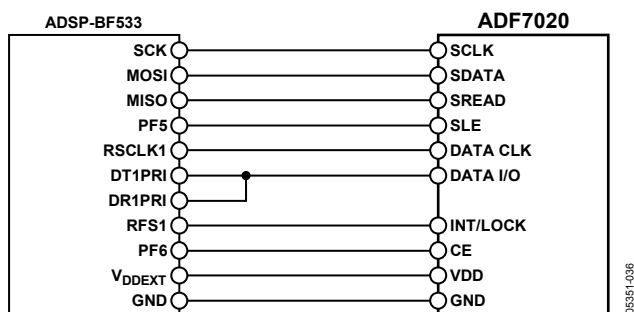 ADSP-BF533 ADF7020
SCK SCLK
MOSI SDATA
MISO SREAD
PF5 SLE
RSCLK1 DATA CLK
DT1PRI DATA I/O
DR1PRI
RFS1 INT/LOCK
PF6 CE
VDDEXT VDD
GND GND
05351-036